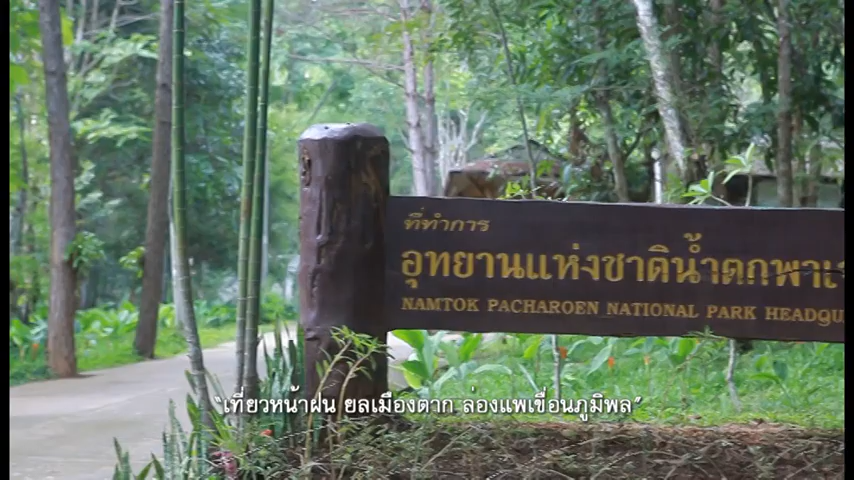 ที่ทำการ
อุทยานแห่งชาติน้ำตกพาเ
NAMTOK PACHAROEN NATIONAL PARK HEADQU
"เที่ยวหน้าฝน ยลเมืองตาก ล่องแพเขื่อนภูมิพล"